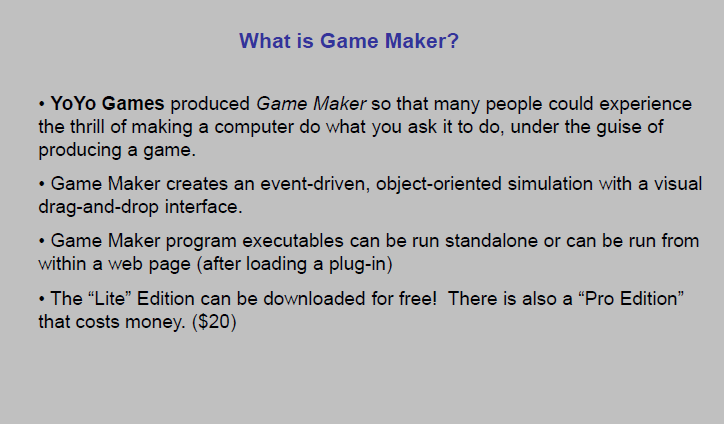 What is Game Maker?
• YoYo Games produced Game Maker so that many people could experience
the thrill of making a computer do what you ask it to do, under the guise of
producing a game.
• Game Maker creates an event-driven, object-oriented simulation with a visual
drag-and-drop interface.
• Game Maker program executables can be run standalone or can be run from
within a web page (after loading a plug-in)
• The “Lite” Edition can be downloaded for free!  There is also a “Pro Edition”
that costs money. ($20)